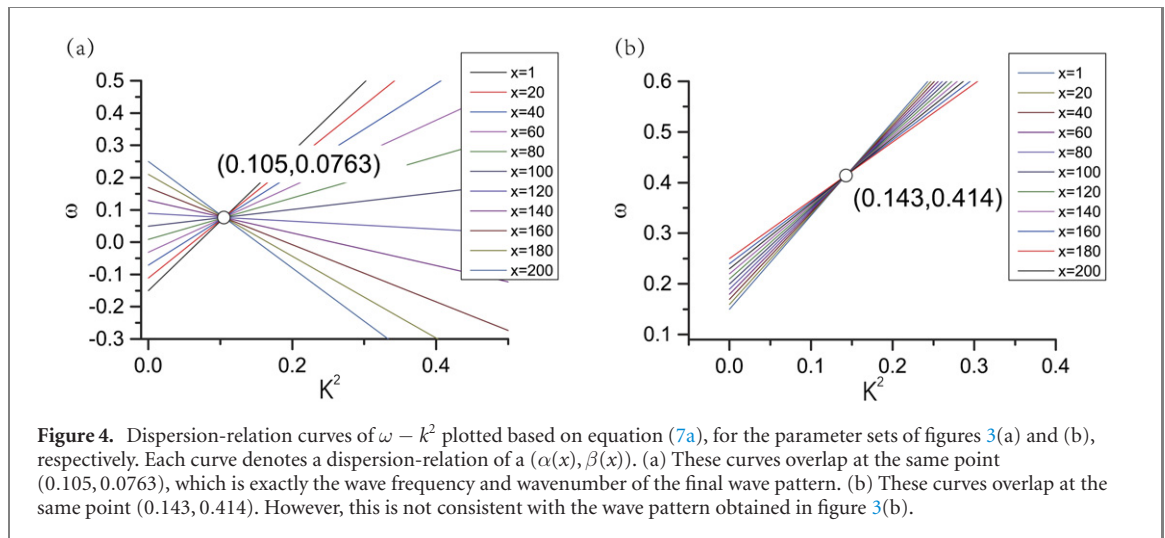 (a)
ω
0.5
0.4
0.3
0.2
0.1
0.0
-0.1
-0.2
-0.3
0.0
0.2
0.4
K²
(0.105,0.0763)
x=1
x=20
x=40
x=60
x=80
x=100
x=120
x=140
x=160
x=180
x=200
(b)
ω
0.6
0.5
0.4
0.3
0.2
0.1
0.0
0.1
0.2
0.3
0.4
K²
(0.143,0.414)
x=1
x=20
x=40
x=60
x=80
x=100
x=120
x=140
x=160
x=180
x=200
Figure 4. Dispersion-relation curves of ω − k² plotted based on equation (7a), for the parameter sets of figures 3(a) and (b),
respectively. Each curve denotes a dispersion-relation of a (α(x), β(x)). (a) These curves overlap at the same point
(0.105, 0.0763), which is exactly the wave frequency and wavenumber of the final wave pattern. (b) These curves overlap at the
same point (0.143, 0.414). However, this is not consistent with the wave pattern obtained in figure 3(b).